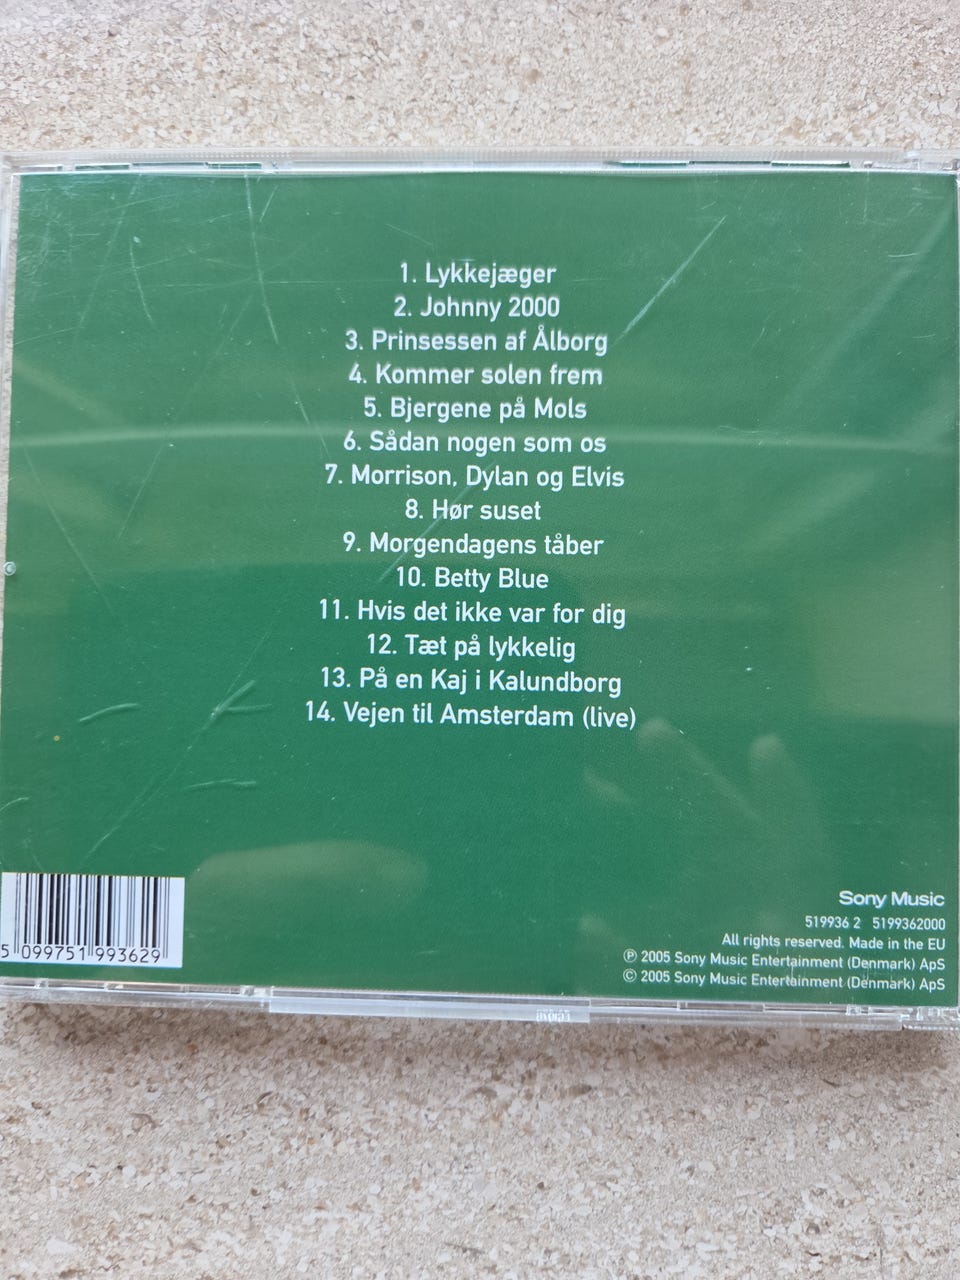 1. Lykkejæger
2. Johnny 2000
3. Prinsessen af Ålborg
4. Kommer solen frem
5. Bjergene på Mols
6. Sådan nogen som os
7. Morrison, Dylan og Elvis
8. Hør suset
9. Morgendagens tåber
10. Betty Blue
11. Hvis det ikke var for dig
12. Tæt på lykkelig
13. På en Kaj i Kalundborg
14. Vejen til Amsterdam (live)
5 099751 993629
Sony Music
519936 2 5199362000
All rights reserved. Made in the EU
℗ 2005 Sony Music Entertainment (Denmark) ApS
© 2005 Sony Music Entertainment (Denmark) ApS